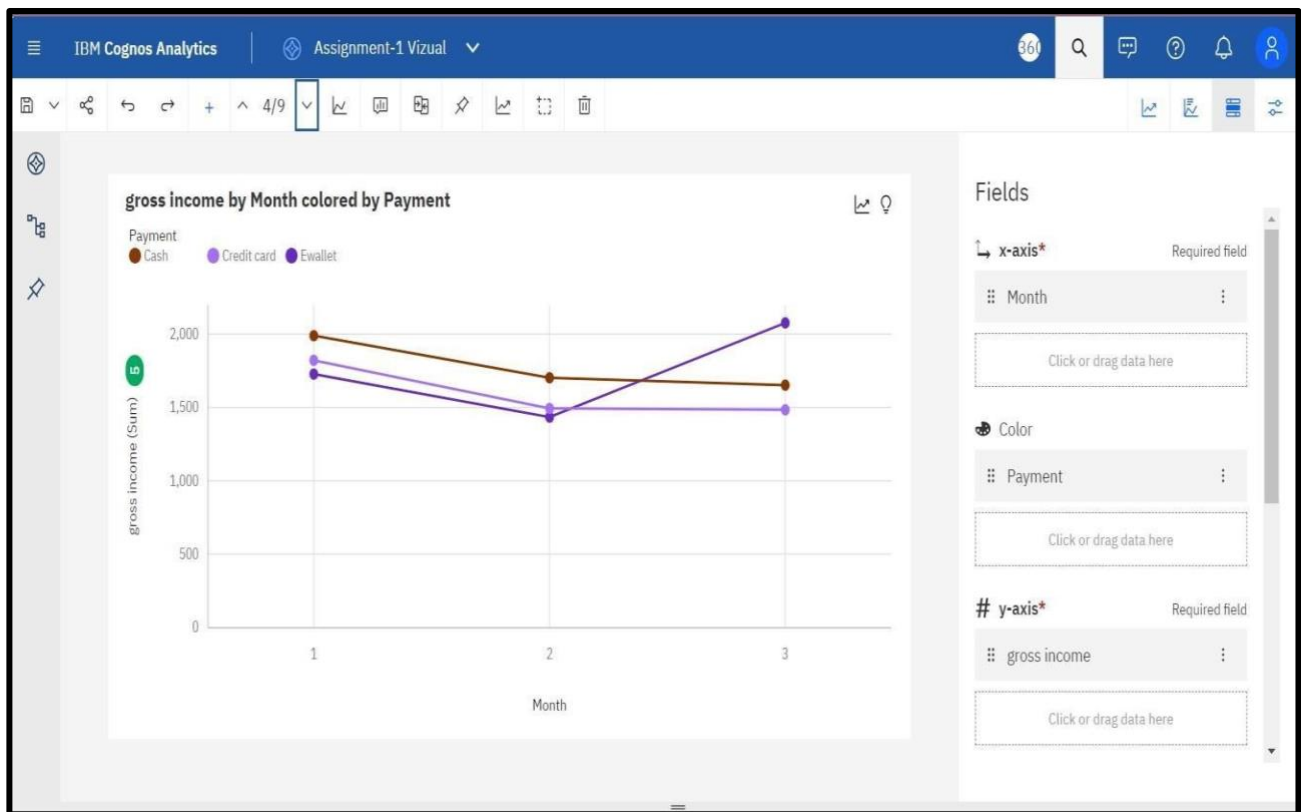 IBM Cognos Analytics
Assignment-1 Vizual
360
4/9
gross income by Month colored by Payment
Payment
Cash
Credit card
Ewallet
2,000
1,500
1,000
500
0
5
gross income (Sum)
1
2
3
Month
Fields
x-axis*
Required field
Month
Click or drag data here
Color
Payment
Click or drag data here
# y-axis*
Required field
gross income
Click or drag data here